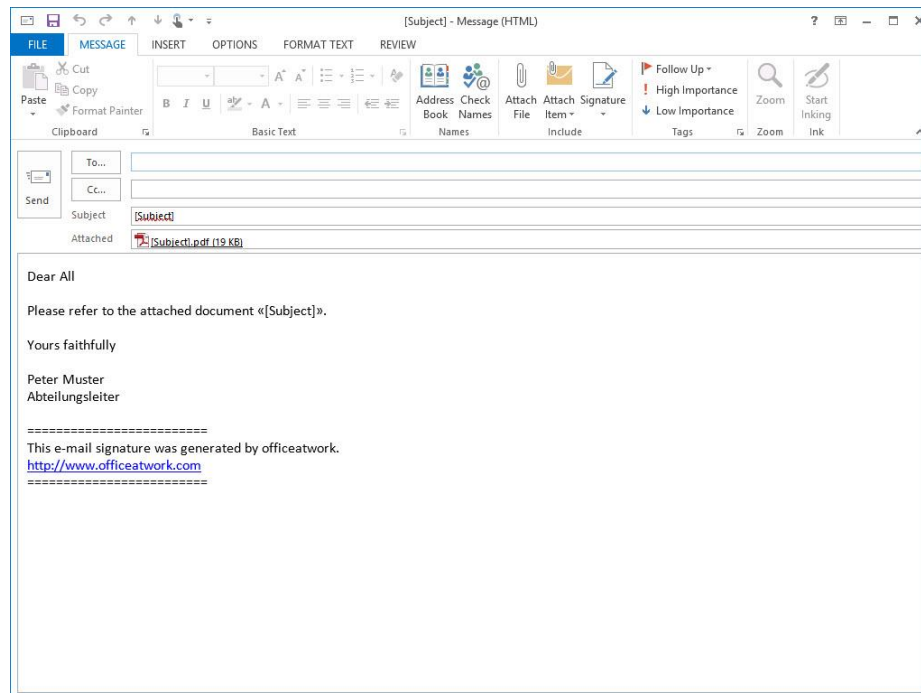 [Subject] - Message (HTML)
?
FILE MESSAGE INSERT OPTIONS FORMAT TEXT REVIEW
Paste
Cut
Copy
Format Painter
Clipboard
B I U
Basic Text
Address Book
Check Names
Names
Attach File
Attach Item
Signature
Include
Follow Up
High Importance
Low Importance
Tags
Zoom
Zoom
Start Inking
Ink
Send
To...
Cc...
Subject [Subject]
Attached [Subject].pdf (19 KB)
Dear All
Please refer to the attached document «[Subject]».
Yours faithfully
Peter Muster
Abteilungsleiter
=========================
This e-mail signature was generated by officeatwork.
http://www.officeatwork.com
=========================